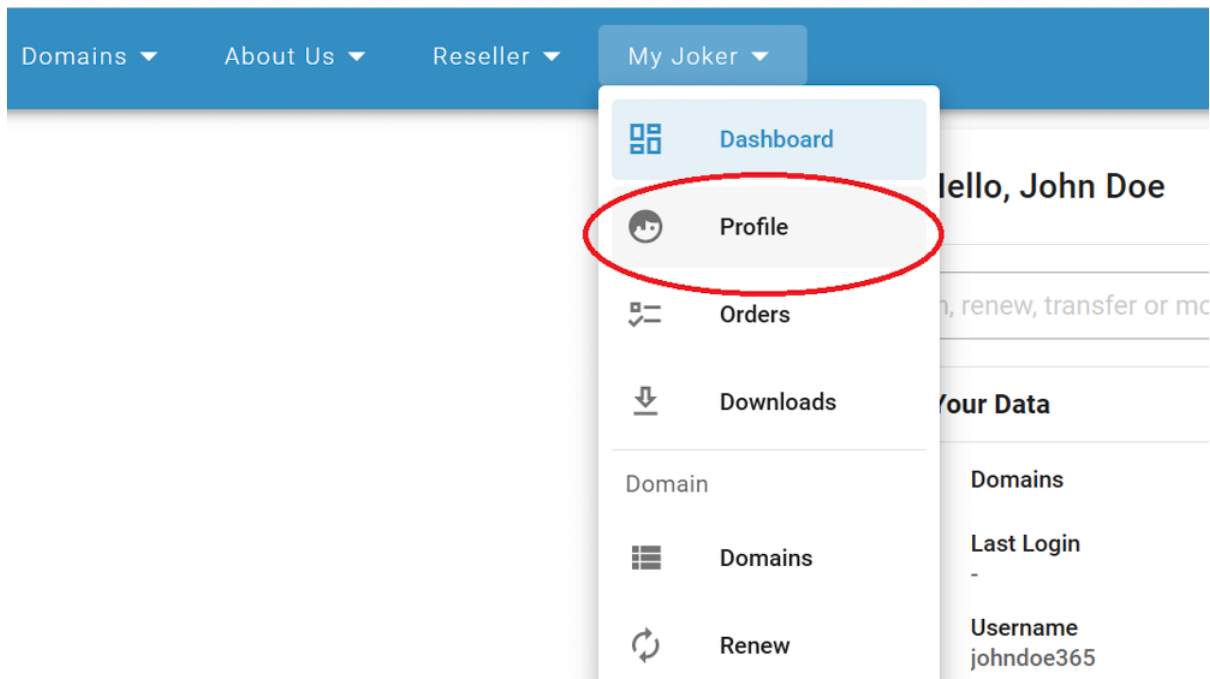 Domains
About Us
Reseller
My Joker
Dashboard
Profile
Orders
Downloads
Domain
Domains
Renew
ello, John Doe
, renew, transfer or mo
Your Data
Domains
Last Login
-
Username
johndoe365